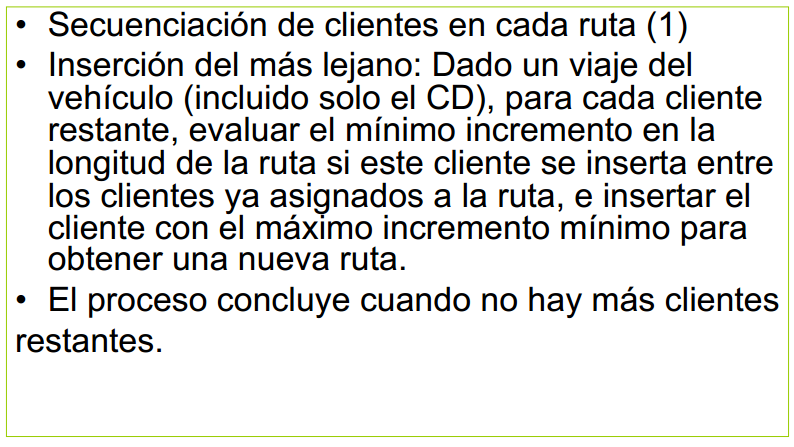 • Secuenciación de clientes en cada ruta (1)
• Inserción del más lejano: Dado un viaje del
vehículo (incluido solo el CD), para cada cliente
restante, evaluar el mínimo incremento en la
longitud de la ruta si este cliente se inserta entre
los clientes ya asignados a la ruta, e insertar el
cliente con el máximo incremento mínimo para
obtener una nueva ruta.
• El proceso concluye cuando no hay más clientes
restantes.